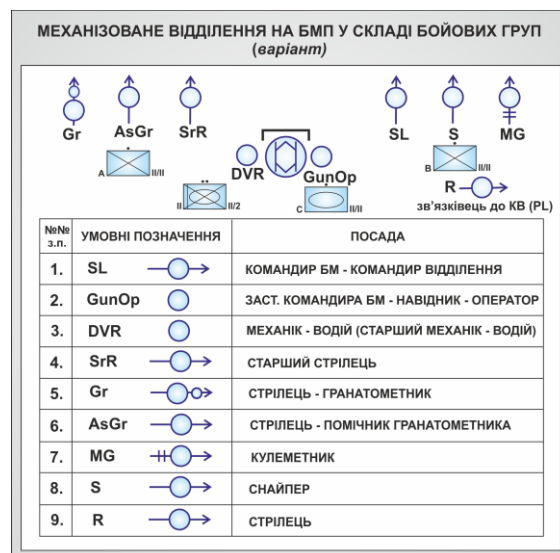 МЕХАНІЗОВАНЕ ВІДДІЛЕННЯ НА БМП У СКЛАДІ БОЙОВИХ ГРУП
(варіант)
Gr AsGr SrR SL S MG
DVR GunOp
A II/II B II/II
R
II II/2 C II/II
зв'язківець до КВ (PL)
№№ з.п. УМОВНІ ПОЗНАЧЕННЯ ПОСАДА
1. SL КОМАНДИР БМ - КОМАНДИР ВІДДІЛЕННЯ
2. GunOp ЗАСТ. КОМАНДИРА БМ - НАВІДНИК - ОПЕРАТОР
3. DVR МЕХАНІК - ВОДІЙ (СТАРШИЙ МЕХАНІК - ВОДІЙ)
4. SrR СТАРШИЙ СТРІЛЕЦЬ
5. Gr СТРІЛЕЦЬ - ГРАНАТОМЕТНИК
6. AsGr СТРІЛЕЦЬ - ПОМІЧНИК ГРАНАТОМЕТНИКА
7. MG КУЛЕМЕТНИК
8. S СНАЙПЕР
9. R СТРІЛЕЦЬ